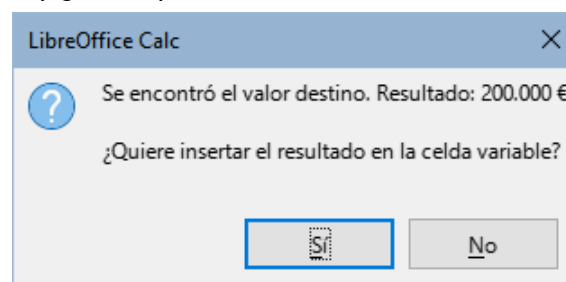 LibreOffice Calc
Se encontró el valor destino. Resultado: 200.000 €
¿Quiere insertar el resultado en la celda variable?
Sí
No